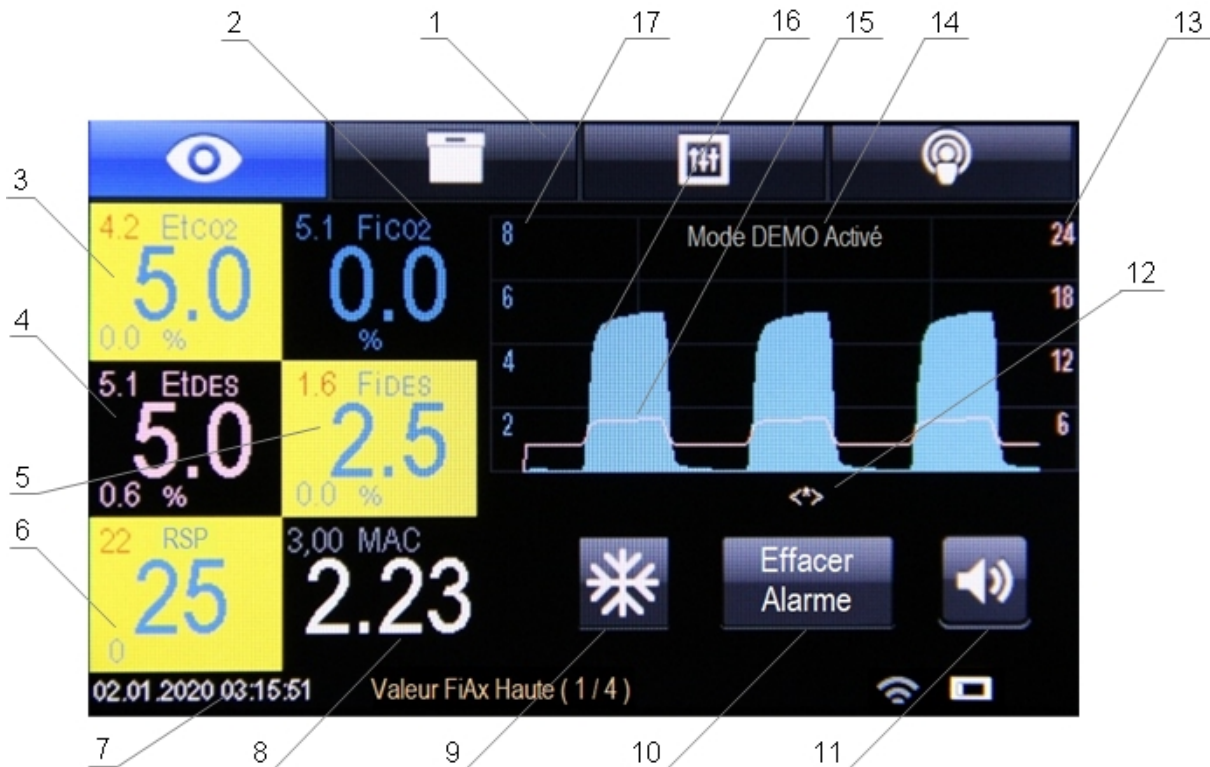 2 1 17 16 15 14 13
3
4.2 EtCO2
5.0
0.0 %
5.1 FiCO2
0.0
%
8
6
4
2
Mode DEMO Activé
24
18
12
6
12
4
5.1 EtDES
5.0
0.6 %
1.6 FiDES
2.5
0.0 %
<*>
5
6
22 RSP
25
0
3,00 MAC
2.23
Effacer
Alarme
02.01.2020 03:15:51
Valeur FiAx Haute ( 1 / 4 )
7 8 9 10 11